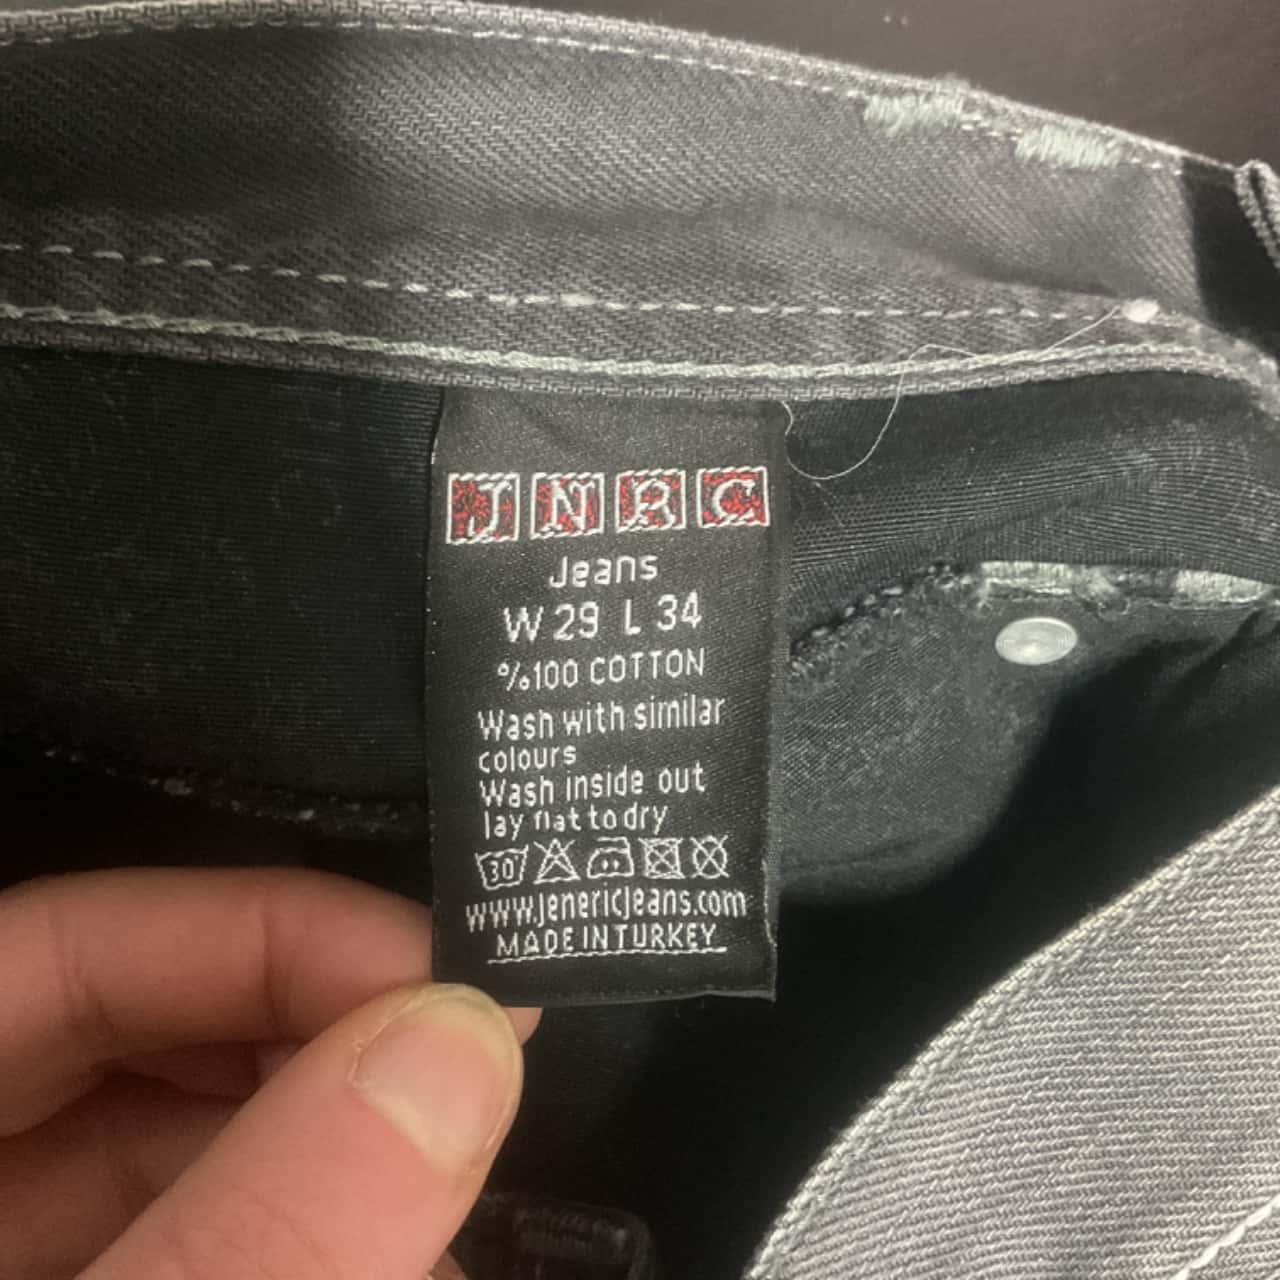 JNRC
Jeans
W 29 L 34
%100 COTTON
Wash with similar
colours
Wash inside out
lay flat to dry
30
www.jenericjeans.com
MADE IN TURKEY